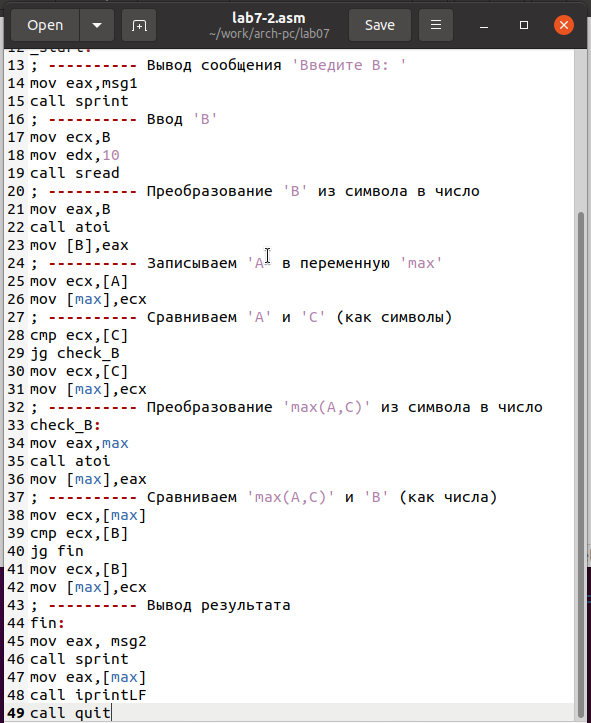 lab7-2.asm
Open
Save
~/work/arch-pc/lab07
12 _start:
13 ; ---------- Вывод сообщения 'Введите B: '
14 mov eax,msg1
15 call sprint
16 ; ---------- Ввод 'B'
17 mov ecx,B
18 mov edx,10
19 call sread
20 ; ---------- Преобразование 'B' из символа в число
21 mov eax,B
22 call atoi
23 mov [B],eax
24 ; ---------- Записываем 'A' в переменную 'max'
25 mov ecx,[A]
26 mov [max],ecx
27 ; ---------- Сравниваем 'A' и 'C' (как символы)
28 cmp ecx,[C]
29 jg check_B
30 mov ecx,[C]
31 mov [max],ecx
32 ; ---------- Преобразование 'max(A,C)' из символа в число
33 check_B:
34 mov eax,max
35 call atoi
36 mov [max],eax
37 ; ---------- Сравниваем 'max(A,C)' и 'B' (как числа)
38 mov ecx,[max]
39 cmp ecx,[B]
40 jg fin
41 mov ecx,[B]
42 mov [max],ecx
43 ; ---------- Вывод результата
44 fin:
45 mov eax, msg2
46 call sprint
47 mov eax,[max]
48 call iprintLF
49 call quit